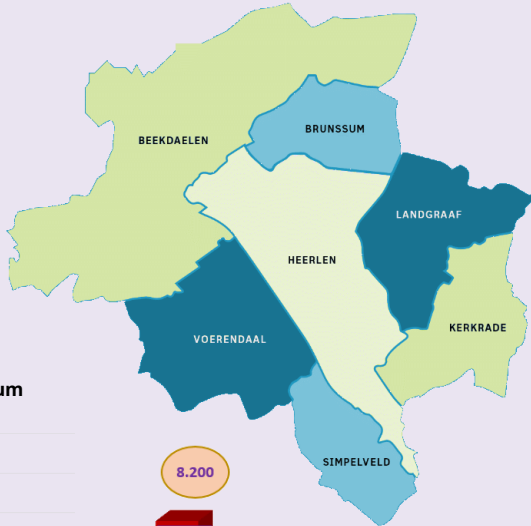 BRUNSSUM
BEEKDAELEN
LANDGRAAF
HEERLEN
KERKRADE
VOERENDAAL
um
SIMPELVELD
8.200